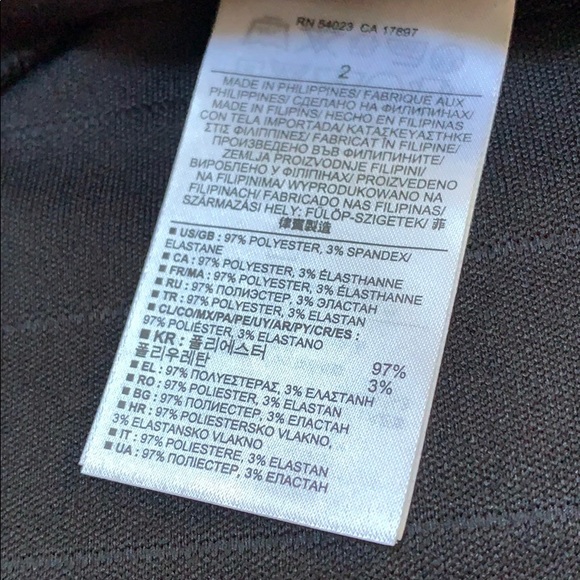 RN 54023 CA 17897
2
MADE IN PHILIPPINES/ FABRIQUE AUX
PHILIPPINES/ СДЕЛАНО НА ФИЛИПИНАХ/
MADE IN FILIPINS/ HECHO EN FILIPINAS
CON TELA IMPORTADA/ ΚΑΤΑΣΚΕΥΑΣΤΗΚΕ
ΣΤΙΣ ΦΙΛΙΠΠΙΝΕΣ/ FABRICAT ÎN FILIPINE/
ПРОИЗВЕДЕНО ВЪВ ФИЛИПИНИТЕ/
ZEMLJA PROIZVODNJE FILIPINI/
ВИРОБЛЕНО У ФІЛІПІНАХ/ PROIZVEDENO
NA FILIPINIMA/ WYPRODUKOWANO NA
FILIPINACH/ FABRICADO NAS FILIPINAS/
SZÁRMAZÁSI HELY: FÜLÖP-SZIGETEK/ 菲
律賓製造
■ US/GB : 97% POLYESTER, 3% SPANDEX/
ELASTANE
■ CA : 97% POLYESTER, 3% ÉLASTHANNE
■ FR/MA : 97% POLYESTER, 3% ÉLASTHANNE
■ RU : 97% ПОЛИЭСТЕР, 3% ЭЛАСТАН
■ TR : 97% POLYESTER, 3% ELASTAN
■ CL/CO/MX/PA/PE/UY/AR/PY/CR/ES :
97% POLIÉSTER, 3% ELASTANO
■ KR : 폴리에스터 97%
폴리우레탄 3%
■ EL : 97% ΠΟΛΥΕΣΤΕΡΑΣ, 3% ΕΛΑΣΤΑΝΗ
■ RO : 97% POLIESTER, 3% ELASTAN
■ BG : 97% ПОЛИЕСТЕР, 3% ЕЛАСТАН
■ HR : 97% POLIESTERSKO VLAKNO,
3% ELASTANSKO VLAKNO
■ IT : 97% POLIESTERE, 3% ELASTAN
■ UA : 97% ПОЛІЕСТЕР, 3% ЕЛАСТАН